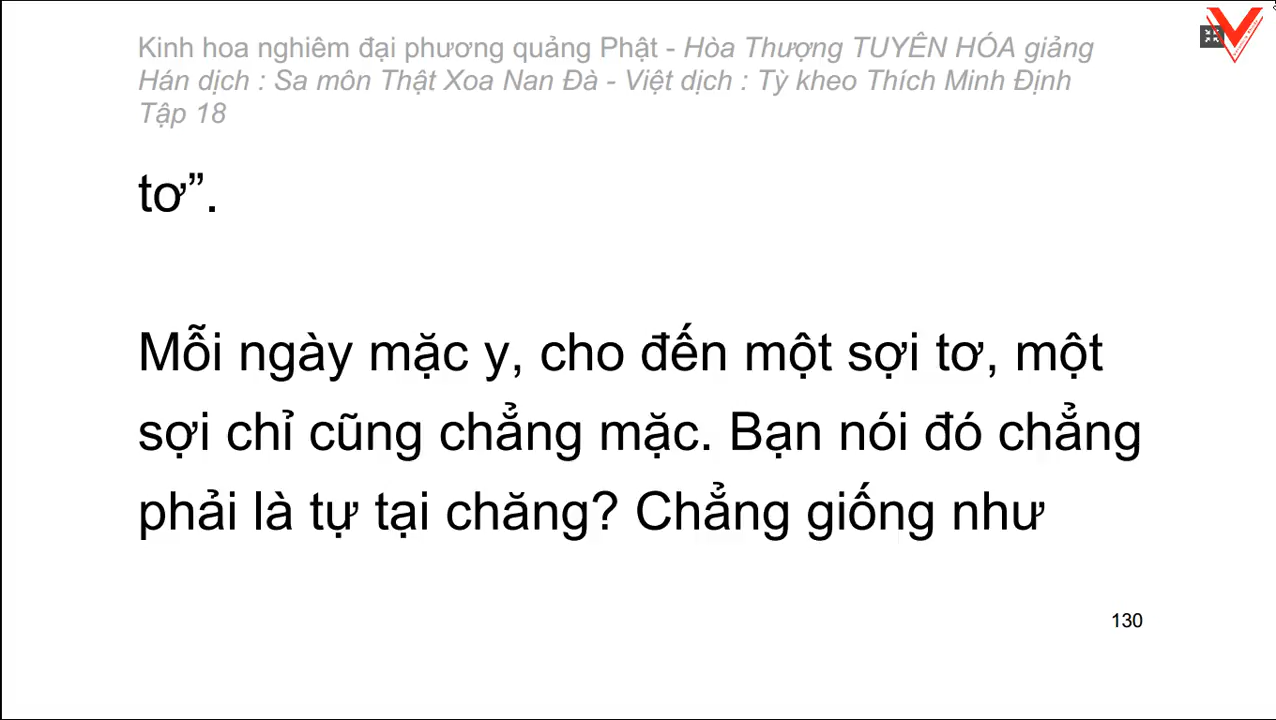 Kinh hoa nghiêm đại phương quảng Phật - Hòa Thượng TUYÊN HÓA giảng
Hán dịch : Sa môn Thật Xoa Nan Đà - Việt dịch : Tỳ kheo Thích Minh Định
Tập 18
tơ”.
Mỗi ngày mặc y, cho đến một sợi tơ, một
sợi chỉ cũng chẳng mặc. Bạn nói đó chẳng
phải là tự tại chăng? Chẳng giống như
130